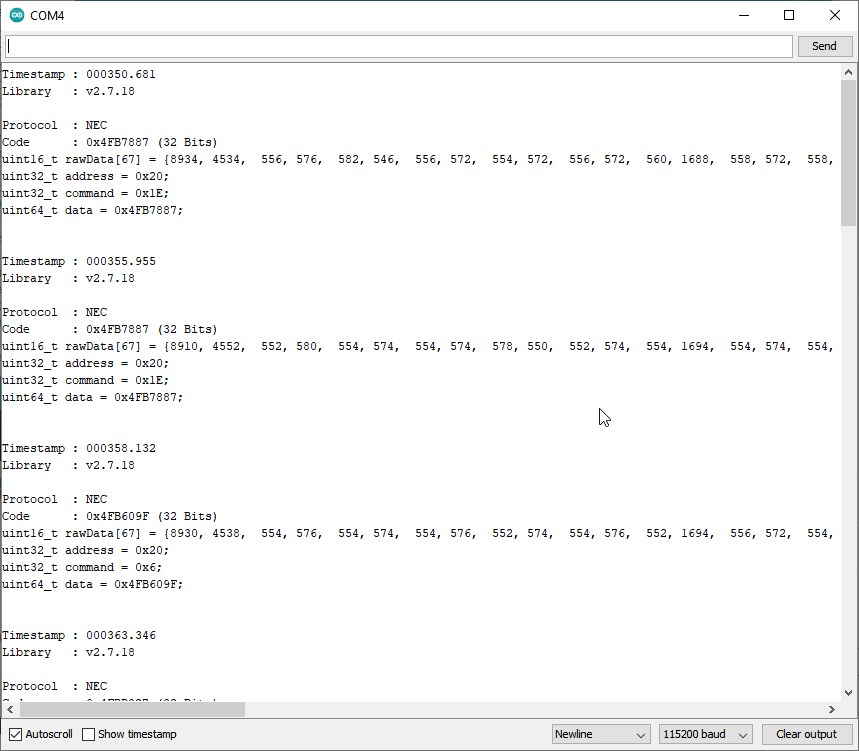 COM4
Send
Timestamp : 000350.681
Library   : v2.7.18
Protocol  : NEC
Code      : 0x4FB7887 (32 Bits)
uint16_t rawData[67] = {8934, 4534,  556, 576,  582, 546,  556, 572,  554, 572,  556, 572,  560, 1688,  558, 572,  558,
uint32_t address = 0x20;
uint32_t command = 0x1E;
uint64_t data = 0x4FB7887;
Timestamp : 000355.955
Library   : v2.7.18
Protocol  : NEC
Code      : 0x4FB7887 (32 Bits)
uint16_t rawData[67] = {8910, 4552,  552, 580,  554, 574,  554, 574,  578, 550,  552, 574,  554, 1694,  554, 574,  554,
uint32_t address = 0x20;
uint32_t command = 0x1E;
uint64_t data = 0x4FB7887;
Timestamp : 000358.132
Library   : v2.7.18
Protocol  : NEC
Code      : 0x4FB609F (32 Bits)
uint16_t rawData[67] = {8930, 4538,  554, 576,  554, 574,  554, 576,  552, 574,  554, 576,  552, 1694,  556, 572,  554,
uint32_t address = 0x20;
uint32_t command = 0x6;
uint64_t data = 0x4FB609F;
Timestamp : 000363.346
Library   : v2.7.18
Protocol  : NEC
Autoscroll Show timestamp Newline 115200 baud Clear output